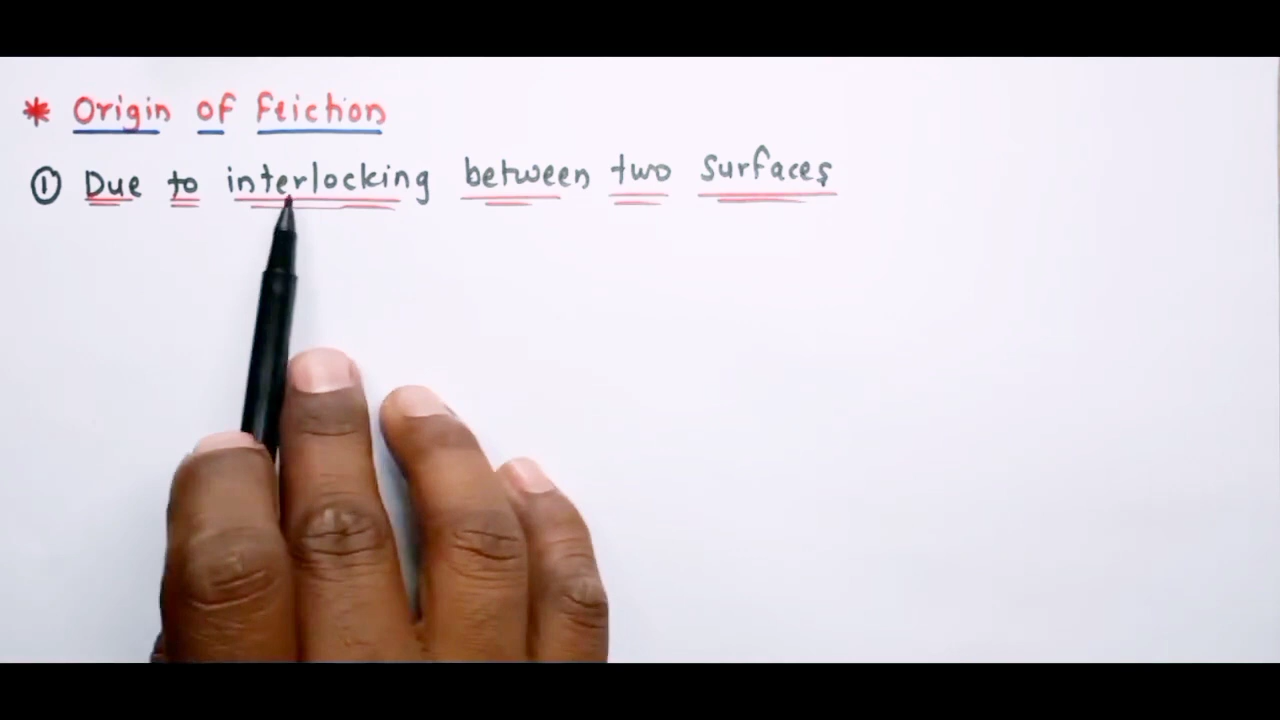 * Origin of Friction
① Due to interlocking between two surfaces